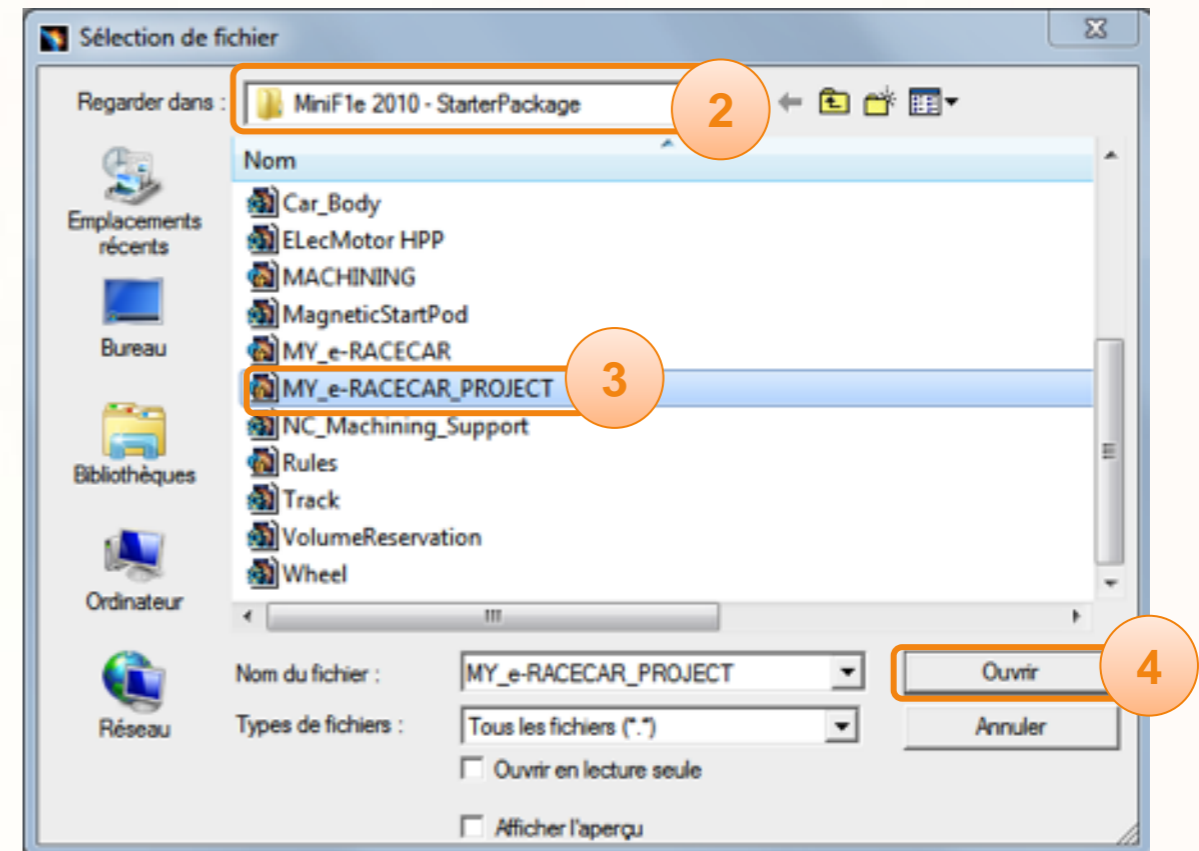 Sélection de fichier
Regarder dans :
MiniF1e 2010 - StarterPackage
2
Nom
Car_Body
ELecMotor HPP
MACHINING
MagneticStartPod
MY_e-RACECAR
MY_e-RACECAR_PROJECT
3
NC_Machining_Support
Rules
Track
VolumeReservation
Wheel
Emplacements
récents
Bureau
Bibliothèques
Ordinateur
Réseau
Nom du fichier :
MY_e-RACECAR_PROJECT
Ouvrir
4
Types de fichiers :
Tous les fichiers (*.*)
Annuler
Ouvrir en lecture seule
Afficher l'aperçu